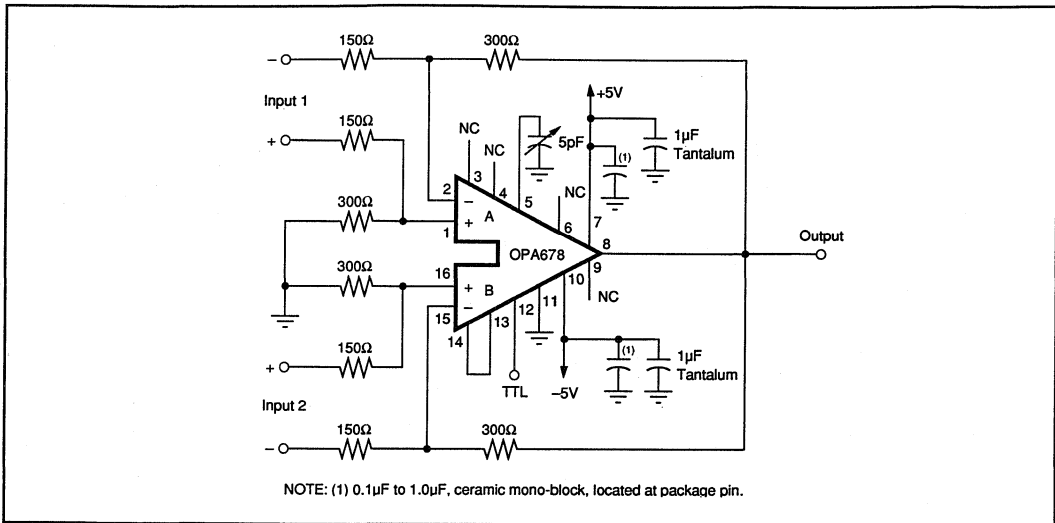 150Ω 300Ω
−
+5V
Input 1
150Ω
NC
1µF
Tantalum
+
NC
5pF
(1)
3
4
NC
2
5
−
A
300Ω
6
7
+
1
8
Output
OPA678
300Ω
16
9
10
+
B
NC
−
11
15
12
13
14
(1)
1µF
Tantalum
150Ω
+
TTL
−5V
Input 2
150Ω 300Ω
−
NOTE: (1) 0.1µF to 1.0µF, ceramic mono-block, located at package pin.